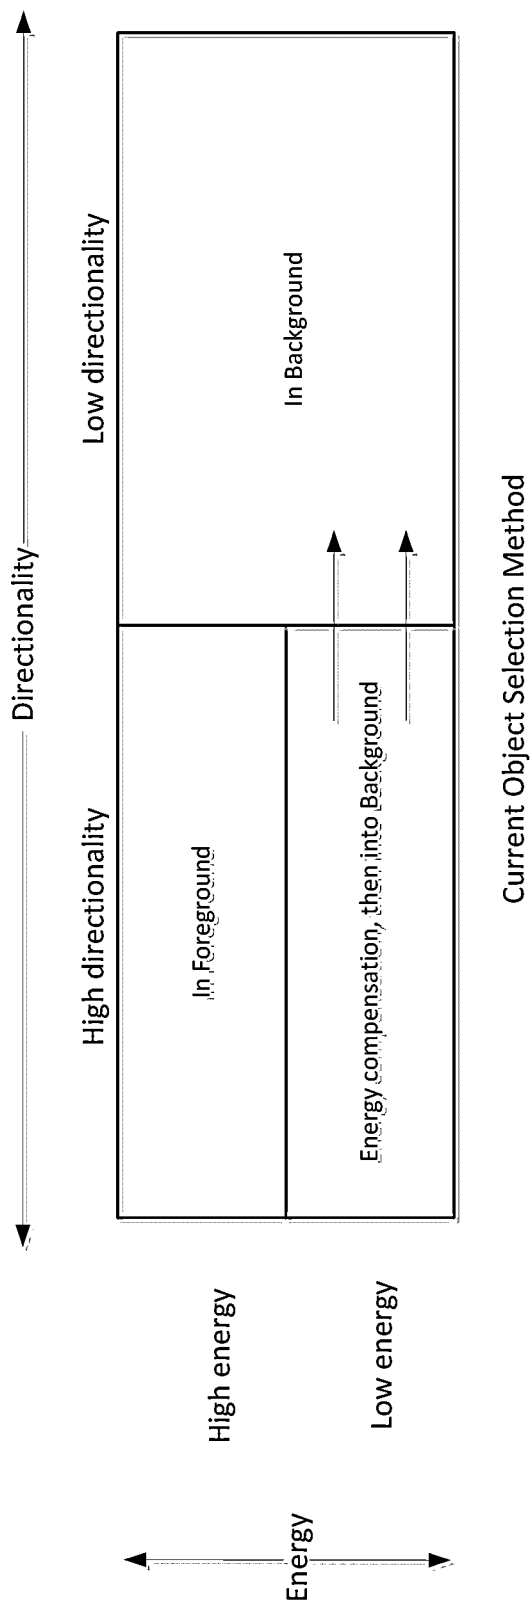 Directionality
High directionality
Low directionality
Energy
High energy
Low energy
In Foreground
In Background
Energy compensation, then into Background
Current Object Selection Method